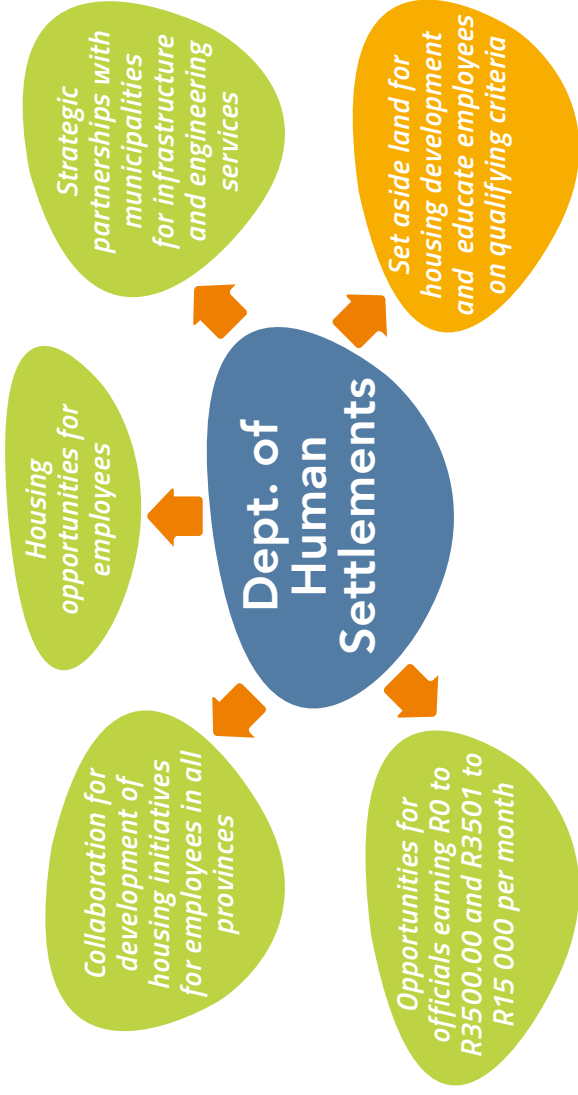 Collaboration for
development of
housing initiatives
for employees in all
provinces
Housing
opportunities for
employees
Strategic
partnerships with
municipalities
for infrastructure
and engineering
services
Dept. of
Human
Settlements
Opportunities for
officials earning R0 to
R3500.00 and R3501 to
R15 000 per month
Set aside land for
housing development
and educate employees
on qualifying criteria